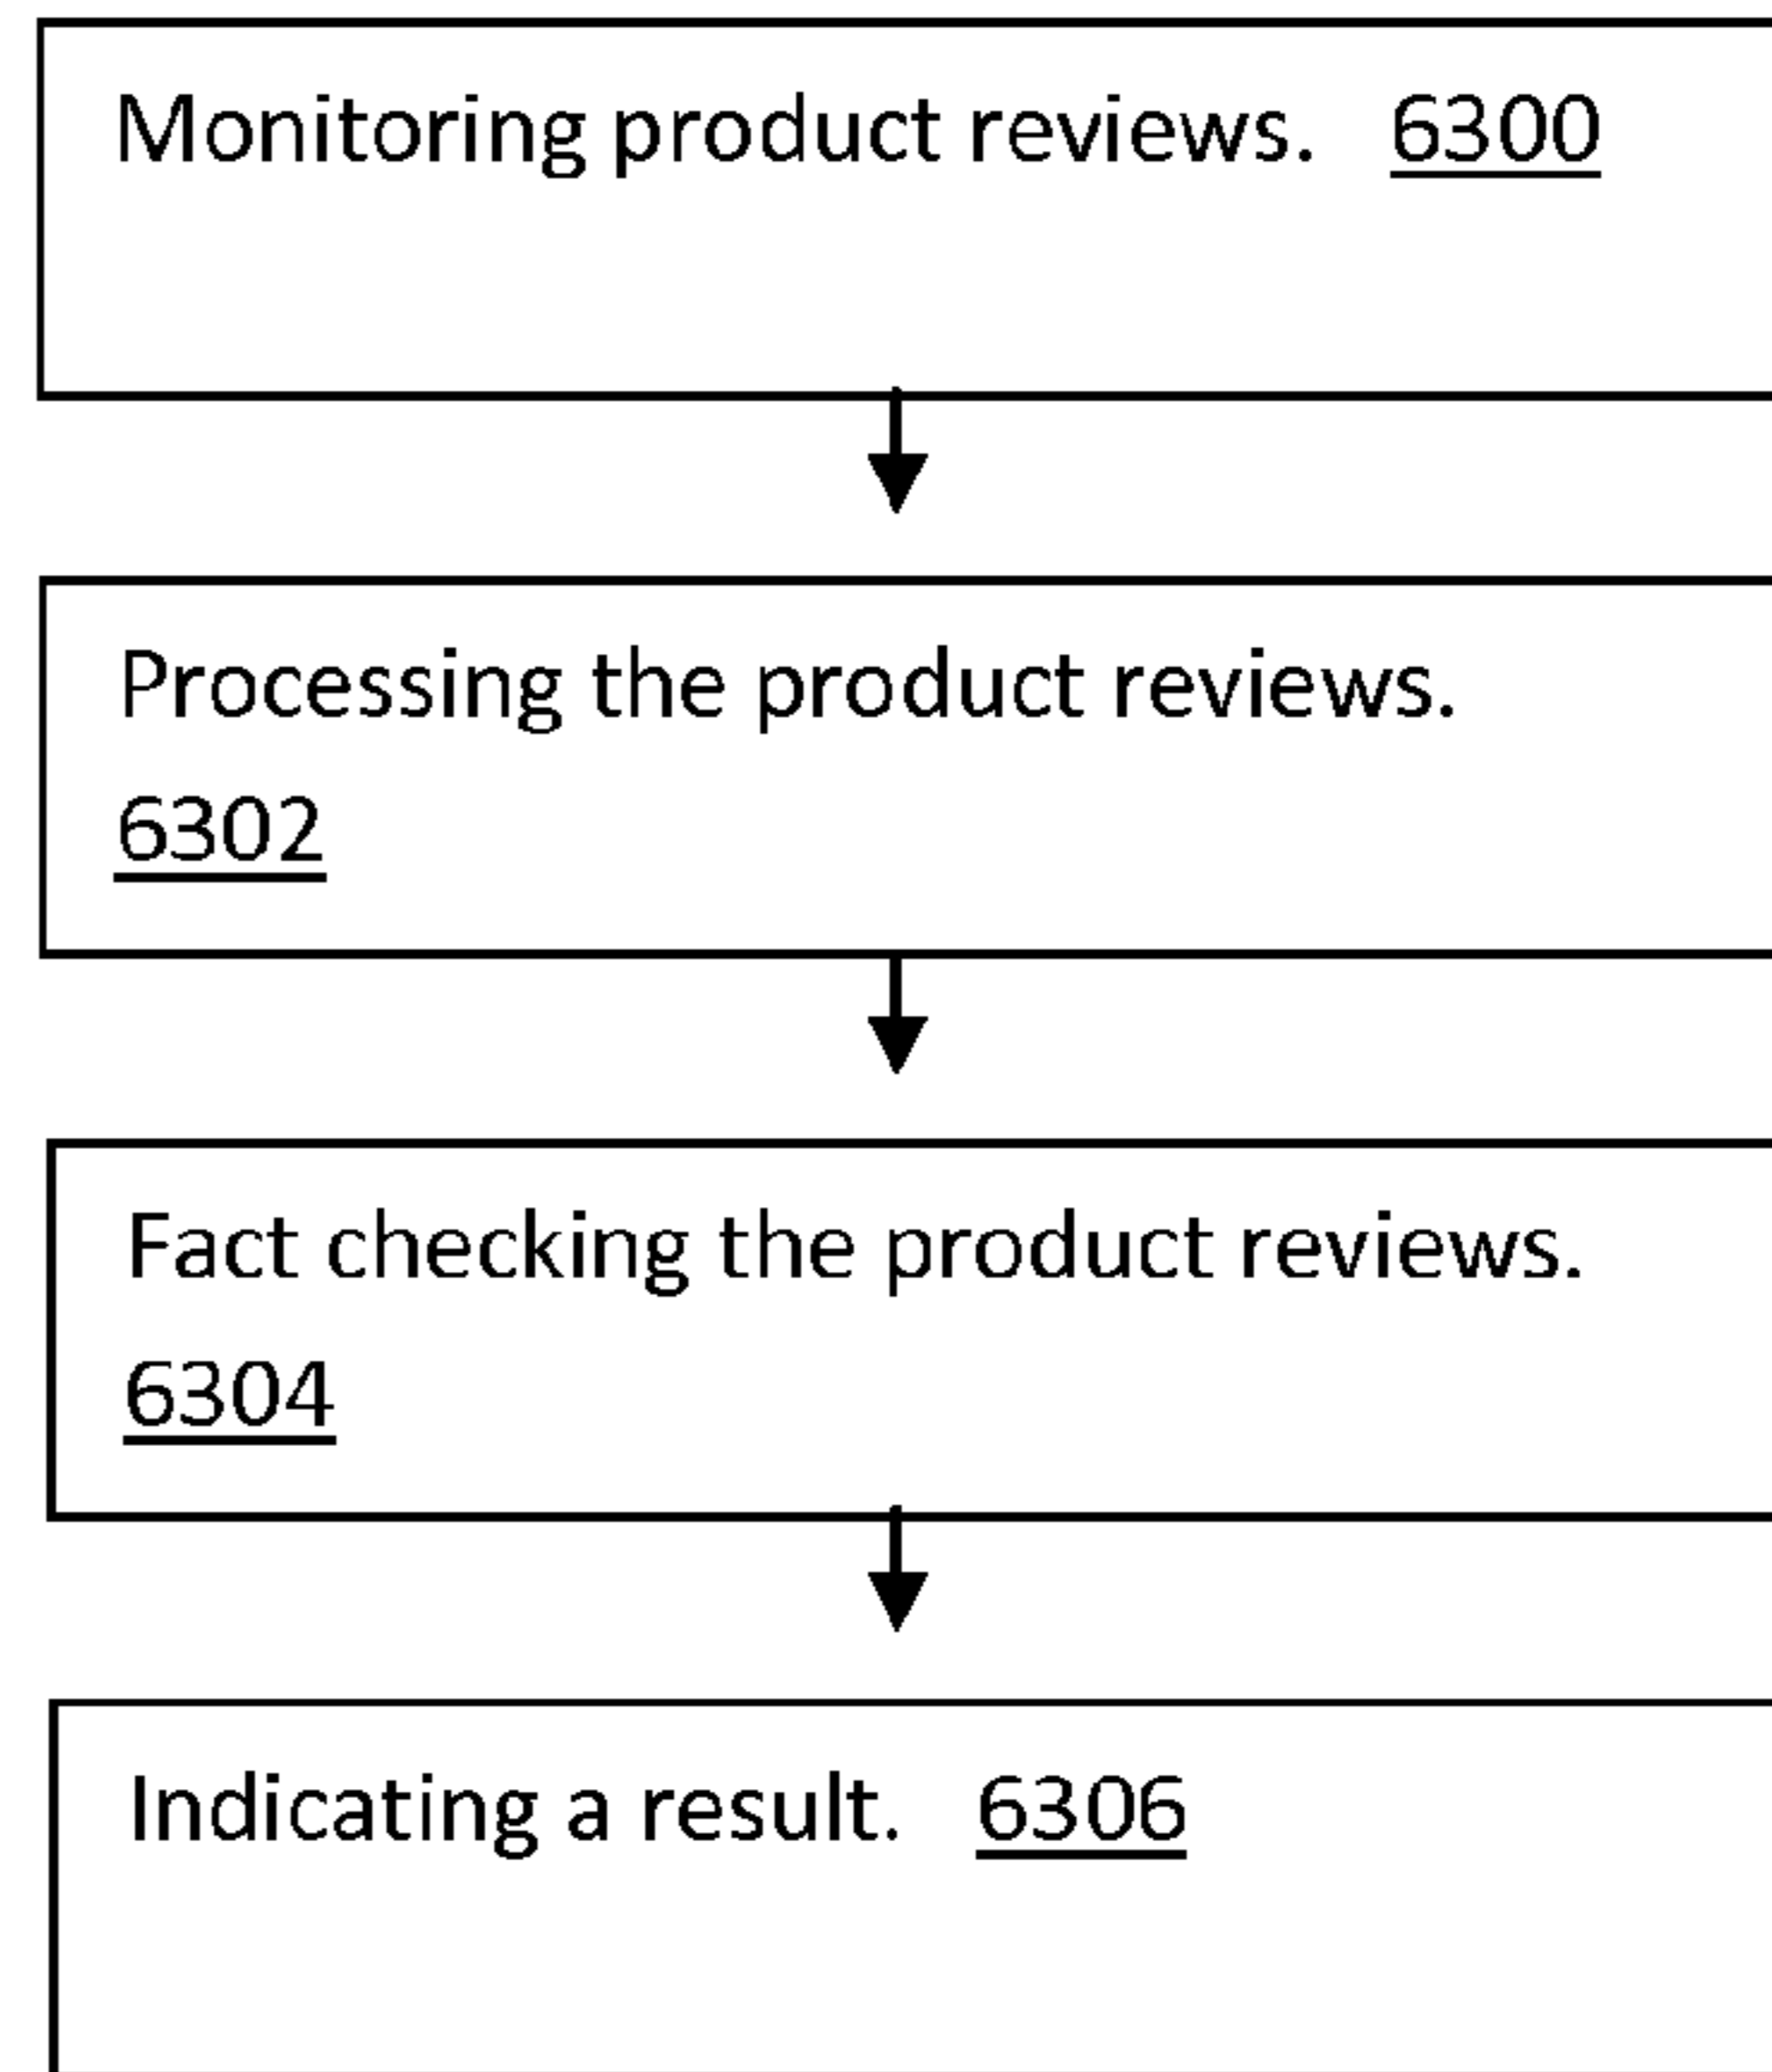 Monitoring product reviews. 6300
Processing the product reviews.
6302
Fact checking the product reviews.
6304
Indicating a result. 6306